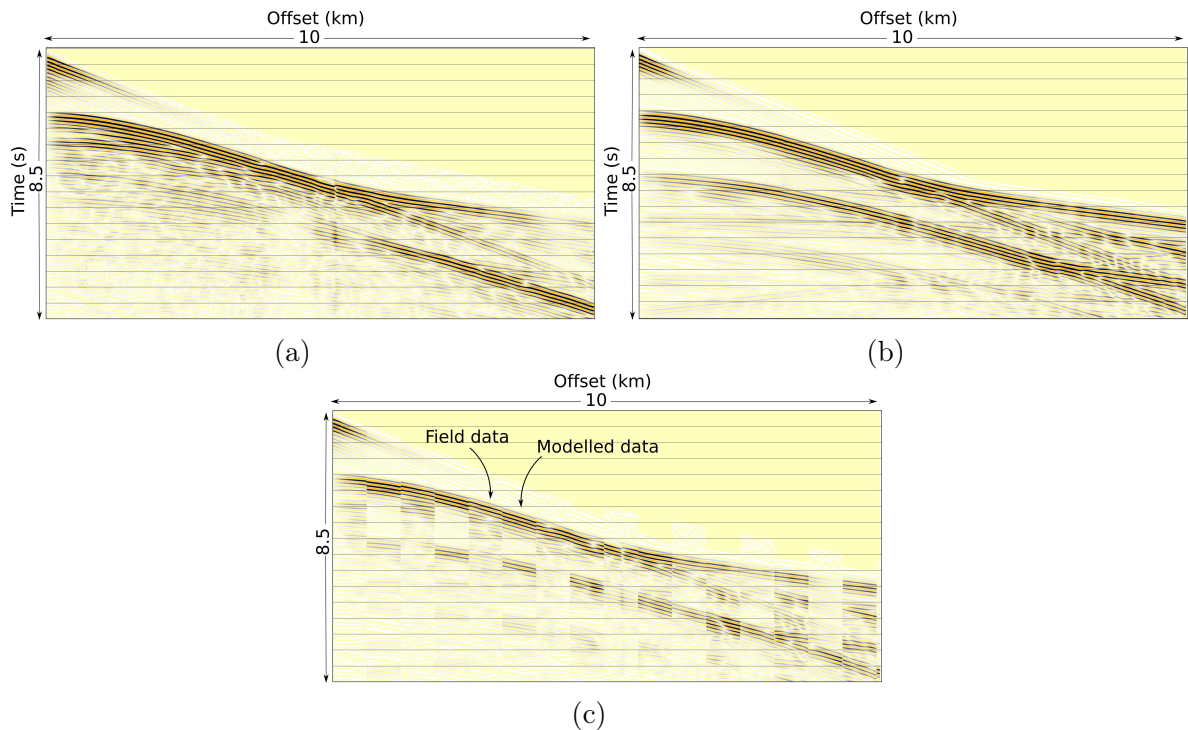 Offset (km)
10
Time (s)
8.5
(a)
Offset (km)
10
Time (s)
8.5
(b)
Offset (km)
10
8.5
Field data
Modelled data
(c)